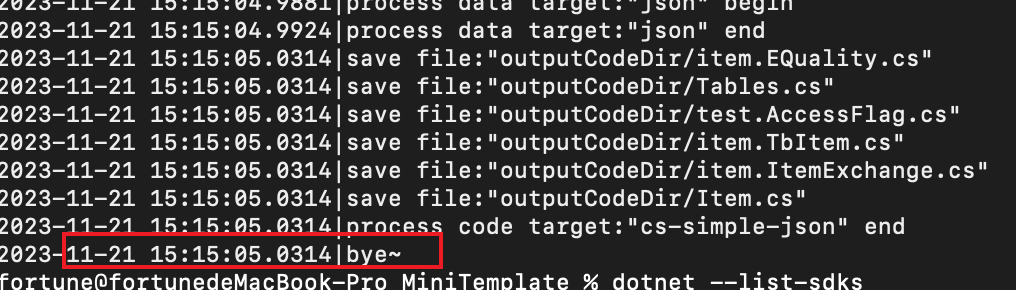 2023-11-21 15:15:04.9881|process data target:"json" begin
2023-11-21 15:15:04.9924|process data target:"json" end
2023-11-21 15:15:05.0314|save file:"outputCodeDir/item.EQuality.cs"
2023-11-21 15:15:05.0314|save file:"outputCodeDir/Tables.cs"
2023-11-21 15:15:05.0314|save file:"outputCodeDir/test.AccessFlag.cs"
2023-11-21 15:15:05.0314|save file:"outputCodeDir/item.TbItem.cs"
2023-11-21 15:15:05.0314|save file:"outputCodeDir/item.ItemExchange.cs"
2023-11-21 15:15:05.0314|save file:"outputCodeDir/Item.cs"
2023-11-21 15:15:05.0314|process code target:"cs-simple-json" end
2023-11-21 15:15:05.0314|bye~
fortune@fortunedeMacBook-Pro MiniTemplate % dotnet --list-sdks